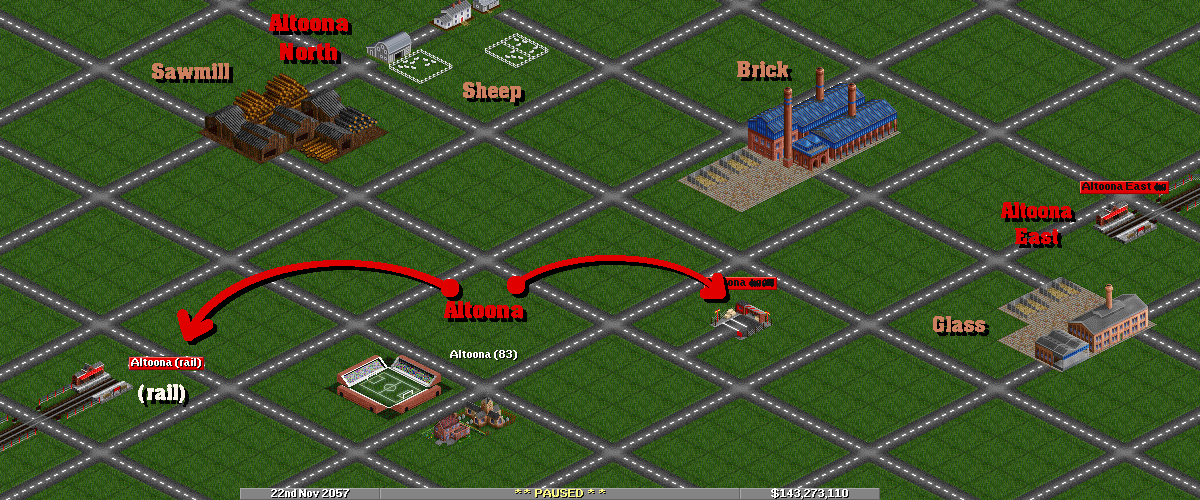 Altoona
North
Sawmill
Sheep
Brick
Altoona East
Altoona
East
Altoona
Glass
Altoona (83)
Altoona (rail)
(rail)
22nd Nov 2057
* * PAUSED * *
$143,273,110